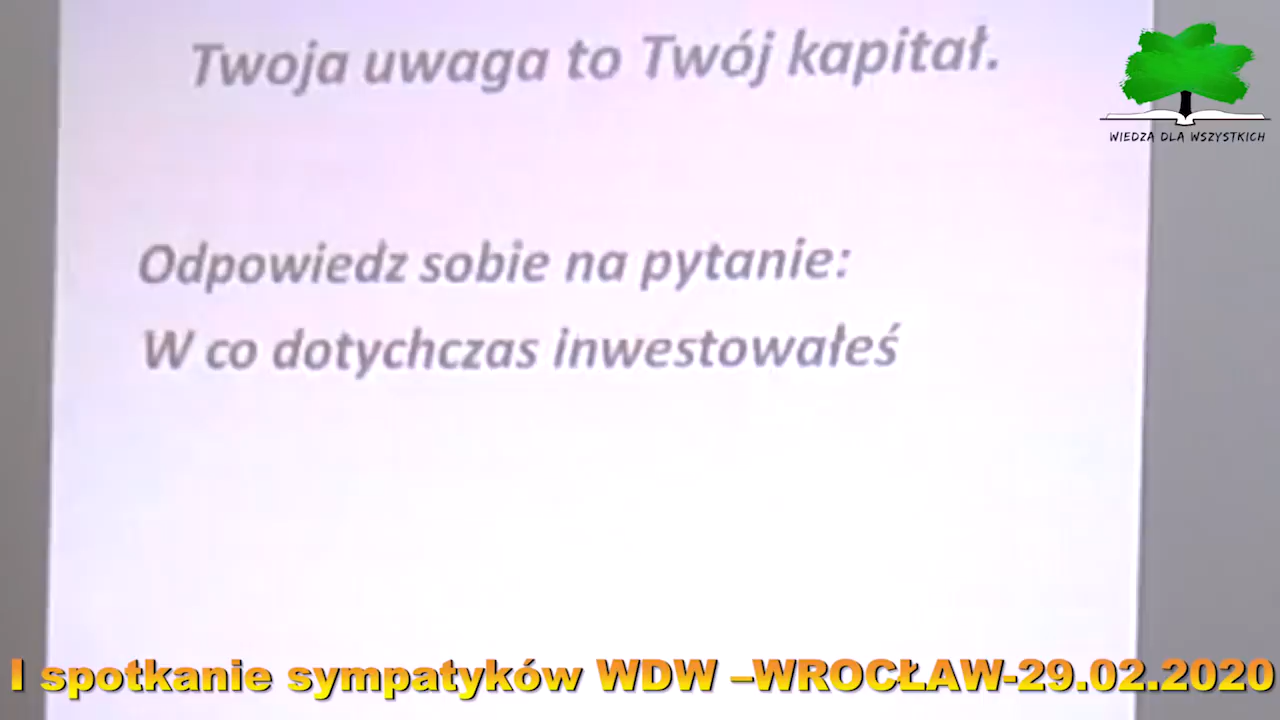 Twoja uwaga to Twój kapitał.
WIEDZA DLA WSZYSTKICH
Odpowiedz sobie na pytanie:
W co dotychczas inwestowałeś
I spotkanie sympatyków WDW –WROCŁAW-29.02.2020